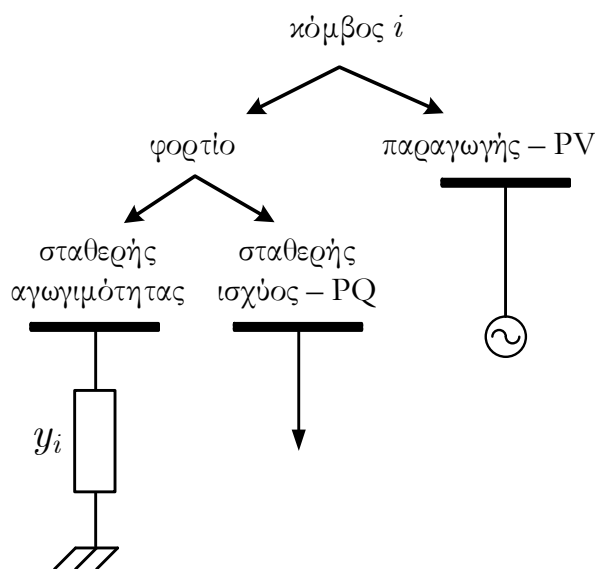 κόμβος i
φορτίο
παραγωγής – PV
σταθερής
αγωγιμότητας
σταθερής
ισχύος – PQ
y_i